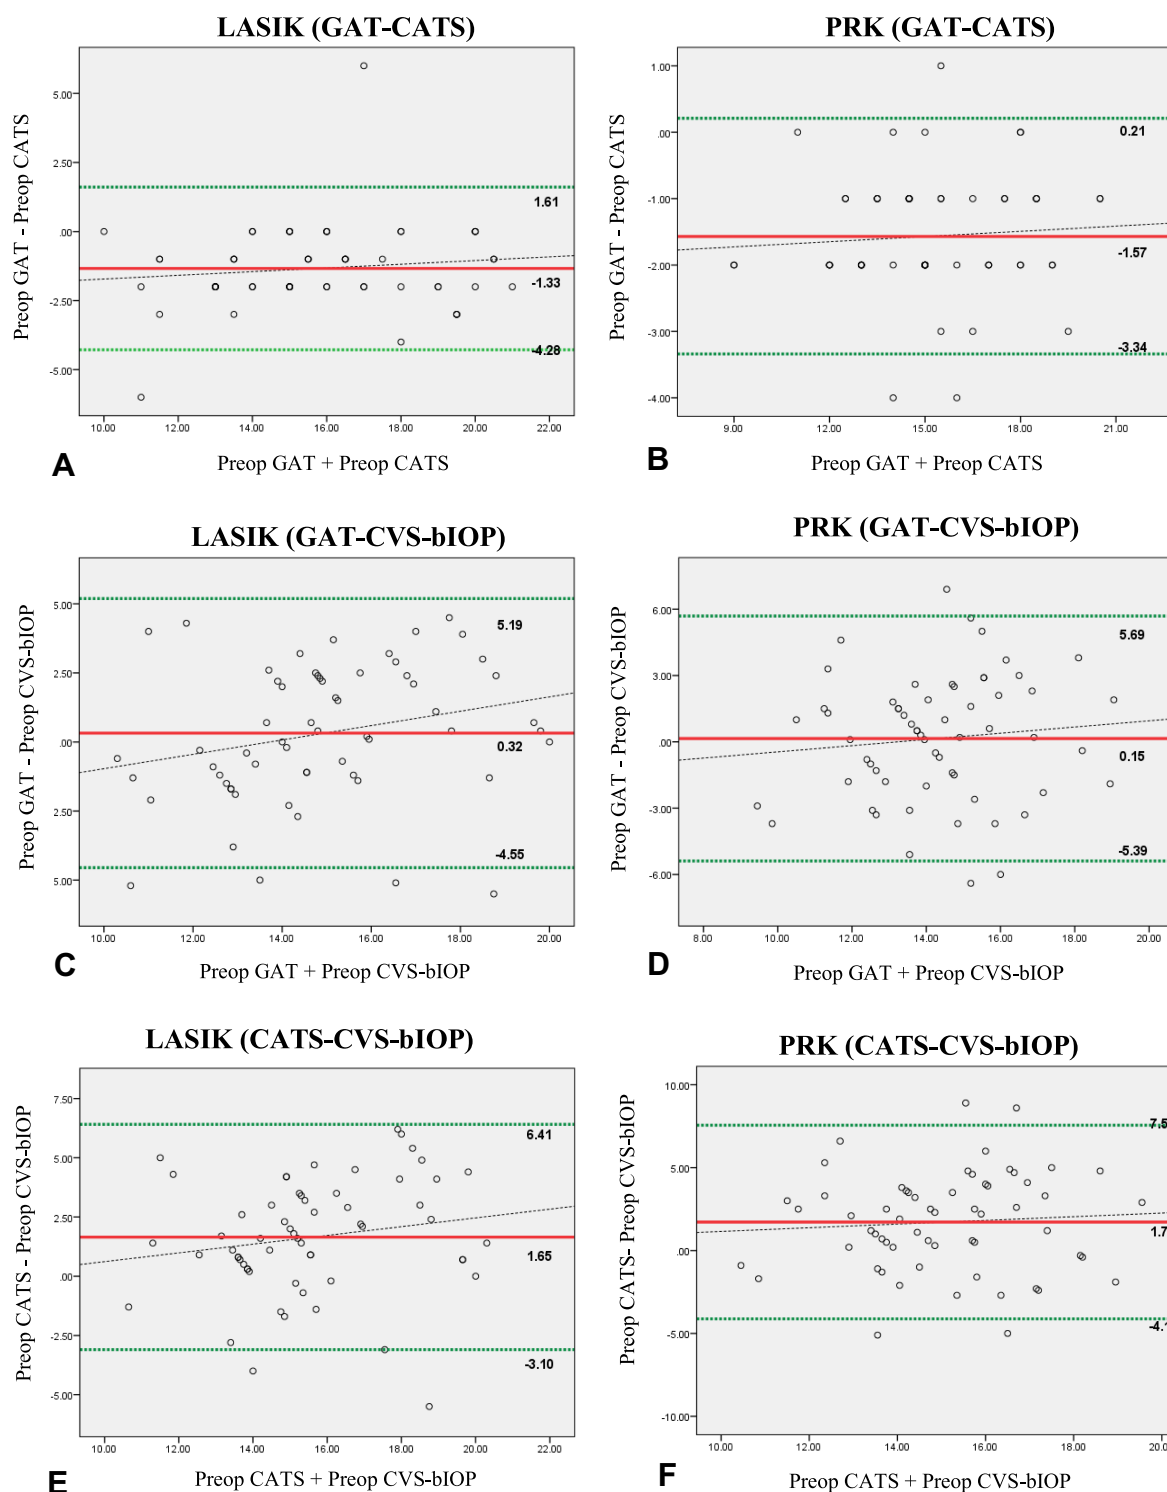 LASIK (GAT-CATS)
Preop GAT - Preop CATS
5.00
2.50
.00
-2.50
-5.00
1.61
-1.33
-4.28
10.00 12.00 14.00 16.00 18.00 20.00 22.00
A
Preop GAT + Preop CATS
PRK (GAT-CATS)
Preop GAT - Preop CATS
1.00
.00
-1.00
-2.00
-3.00
-4.00
0.21
-1.57
-3.34
9.00 12.00 15.00 18.00 21.00
B
Preop GAT + Preop CATS
LASIK (GAT-CVS-bIOP)
Preop GAT - Preop CVS-bIOP
5.00
2.50
.00
2.50
5.00
5.19
0.32
-4.55
10.00 12.00 14.00 16.00 18.00 20.00
C
Preop GAT + Preop CVS-bIOP
PRK (GAT-CVS-bIOP)
Preop GAT - Preop CVS-bIOP
6.00
3.00
.00
-3.00
-6.00
5.69
0.15
-5.39
8.00 10.00 12.00 14.00 16.00 18.00 20.00
D
Preop GAT + Preop CVS-bIOP
LASIK (CATS-CVS-bIOP)
Preop CATS - Preop CVS-bIOP
7.50
5.00
2.50
.00
-2.50
-5.00
6.41
1.65
-3.10
10.00 12.00 14.00 16.00 18.00 20.00 22.00
E
Preop CATS + Preop CVS-bIOP
PRK (CATS-CVS-bIOP)
Preop CATS- Preop CVS-bIOP
10.00
5.00
.00
-5.00
-10.00
7.5
1.7
-4.1
10.00 12.00 14.00 16.00 18.00 20.0
F
Preop CATS + Preop CVS-bIOP